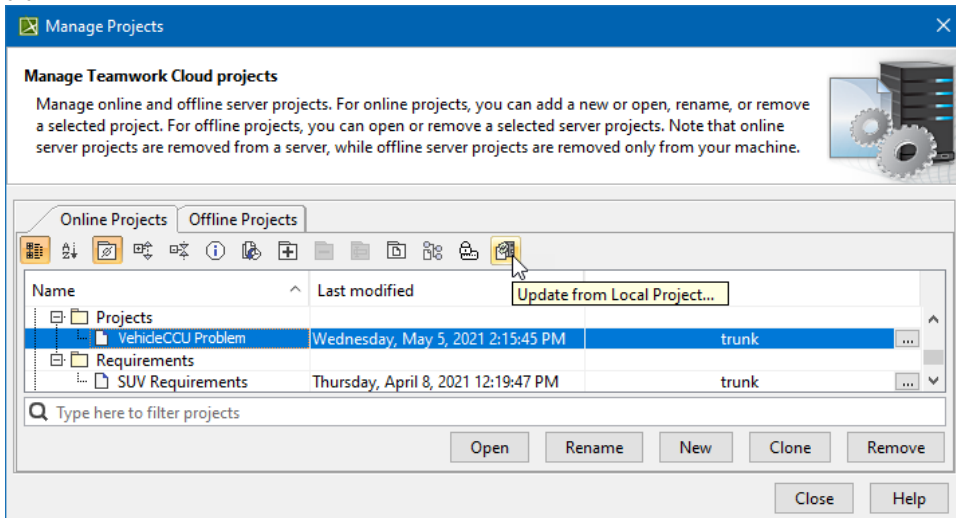 Manage Projects
Manage Teamwork Cloud projects
Manage online and offline server projects. For online projects, you can add a new or open, rename, or remove
a selected project. For offline projects, you can open or remove a selected server projects. Note that online
server projects are removed from a server, while offline server projects are removed only from your machine.
Online Projects Offline Projects
Name Last modified
Update from Local Project...
Projects
VehicleCCU Problem Wednesday, May 5, 2021 2:15:45 PM trunk ...
Requirements
SUV Requirements Thursday, April 8, 2021 12:19:47 PM trunk ...
Type here to filter projects
Open Rename New Clone Remove
Close Help